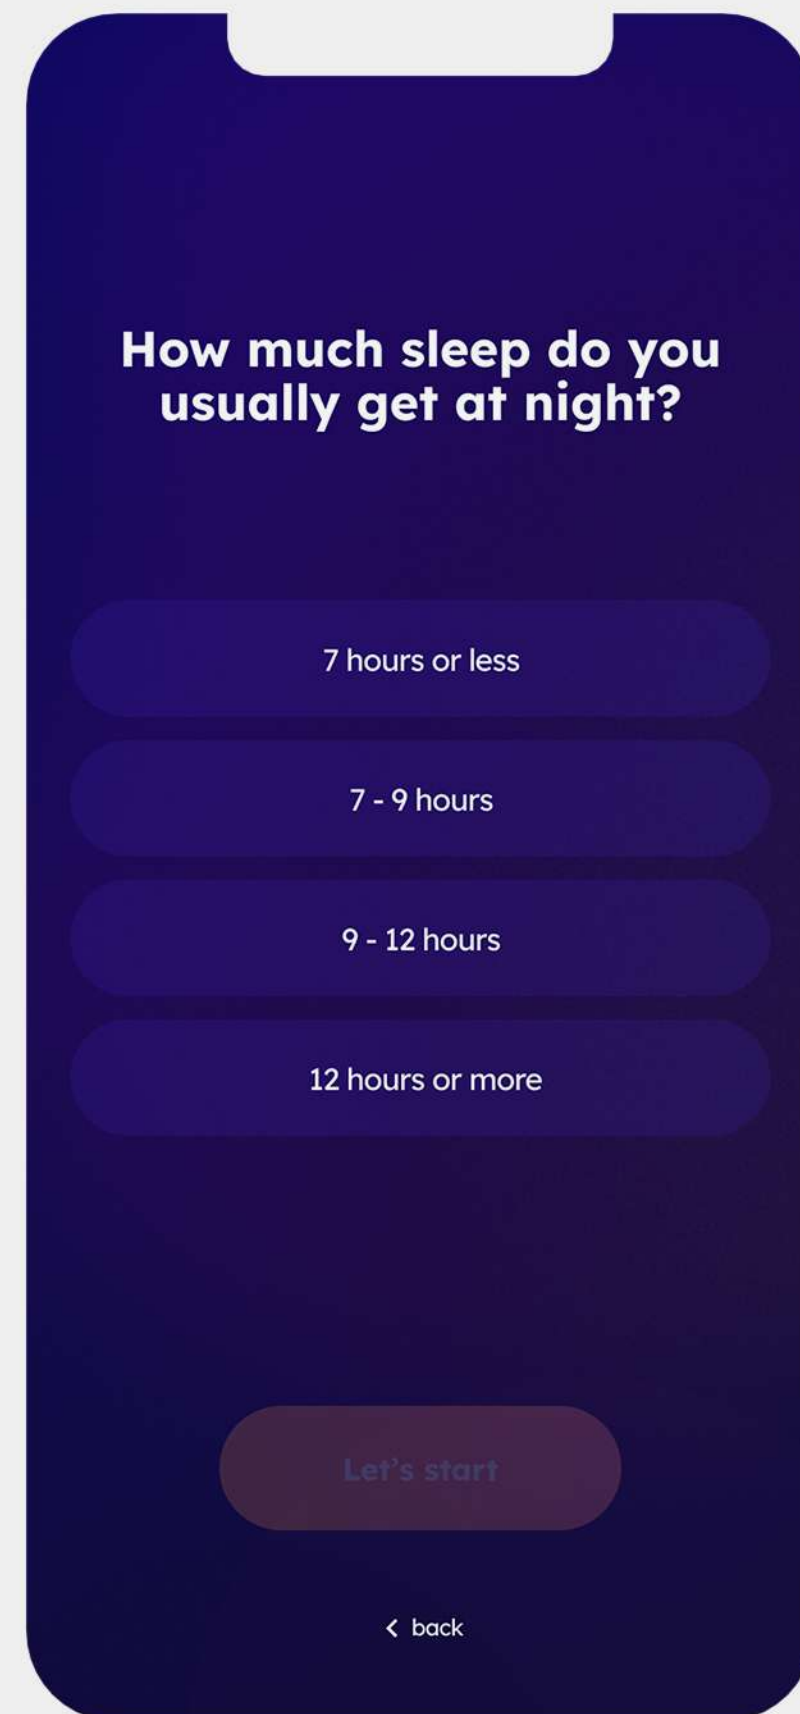 How much sleep do you
usually get at night?
7 hours or less
7 - 9 hours
9 - 12 hours
12 hours or more
Let's start
< back